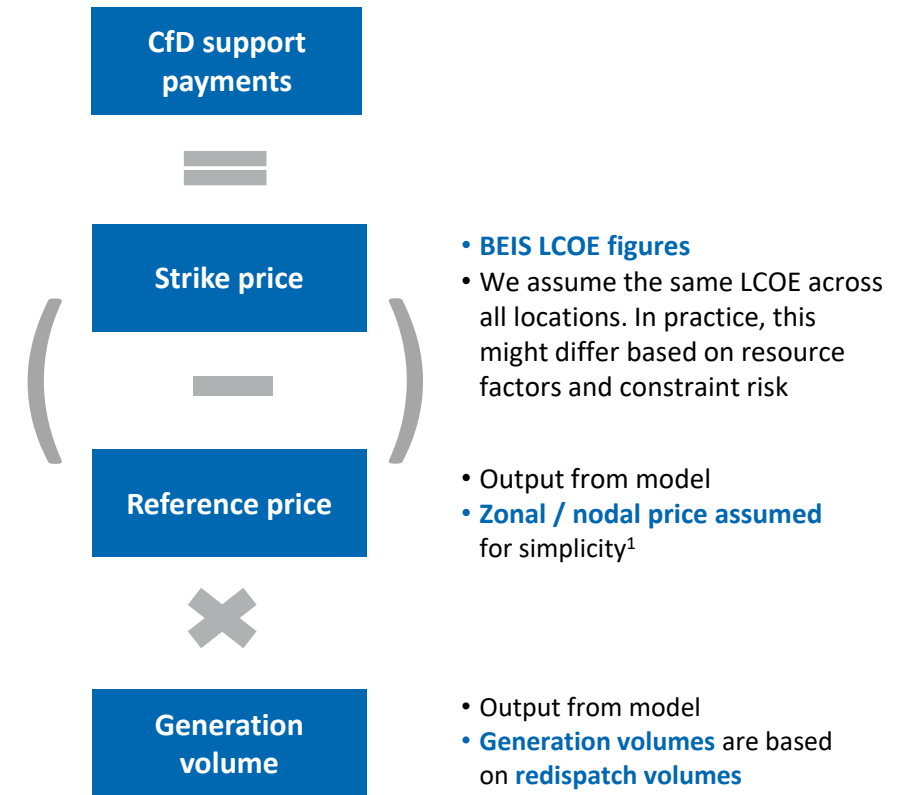 CfD support
payments
Strike price
• BEIS LCOE figures
• We assume the same LCOE across
all locations. In practice, this
might differ based on resource
factors and constraint risk
Reference price
• Output from model
• Zonal / nodal price assumed
for simplicity¹
Generation
volume
• Output from model
• Generation volumes are based
on redispatch volumes